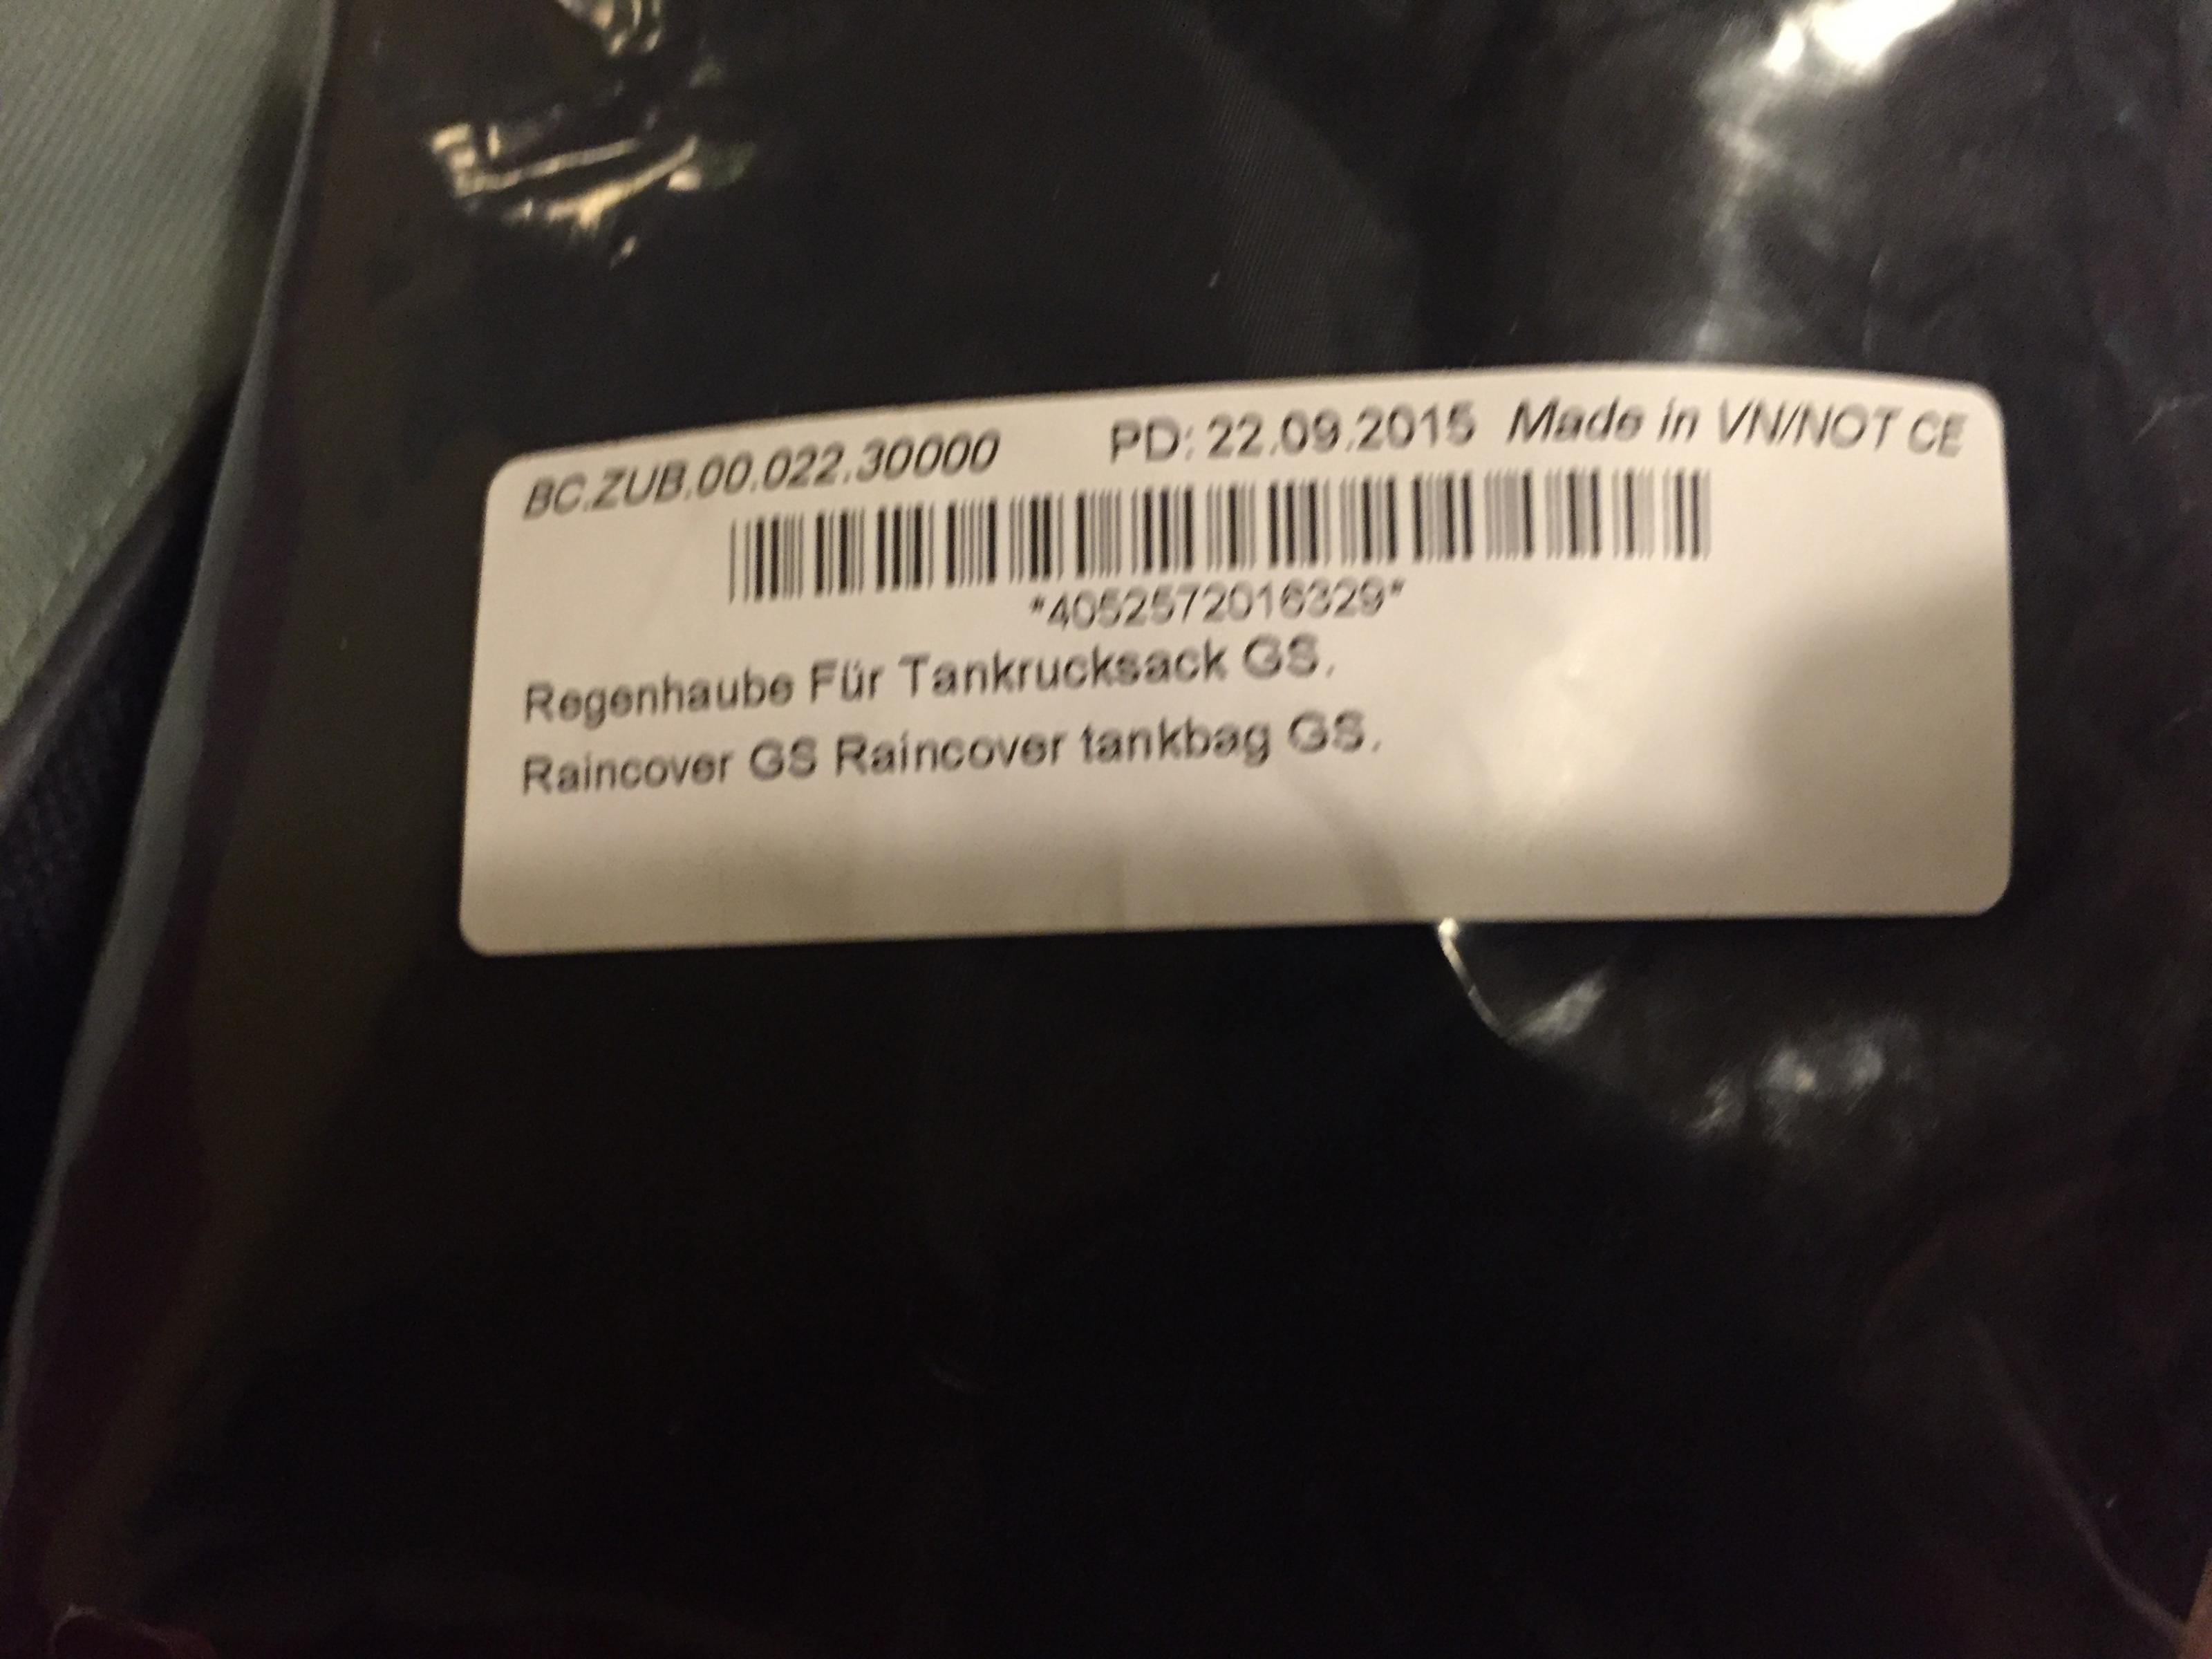 BC.ZUB.00.022.30000 PD: 22.09.2015 Made in VN/NOT CE
*4052572016329*
Regenhaube Für Tankrucksack GS.
Raincover GS Raincover tankbag GS.